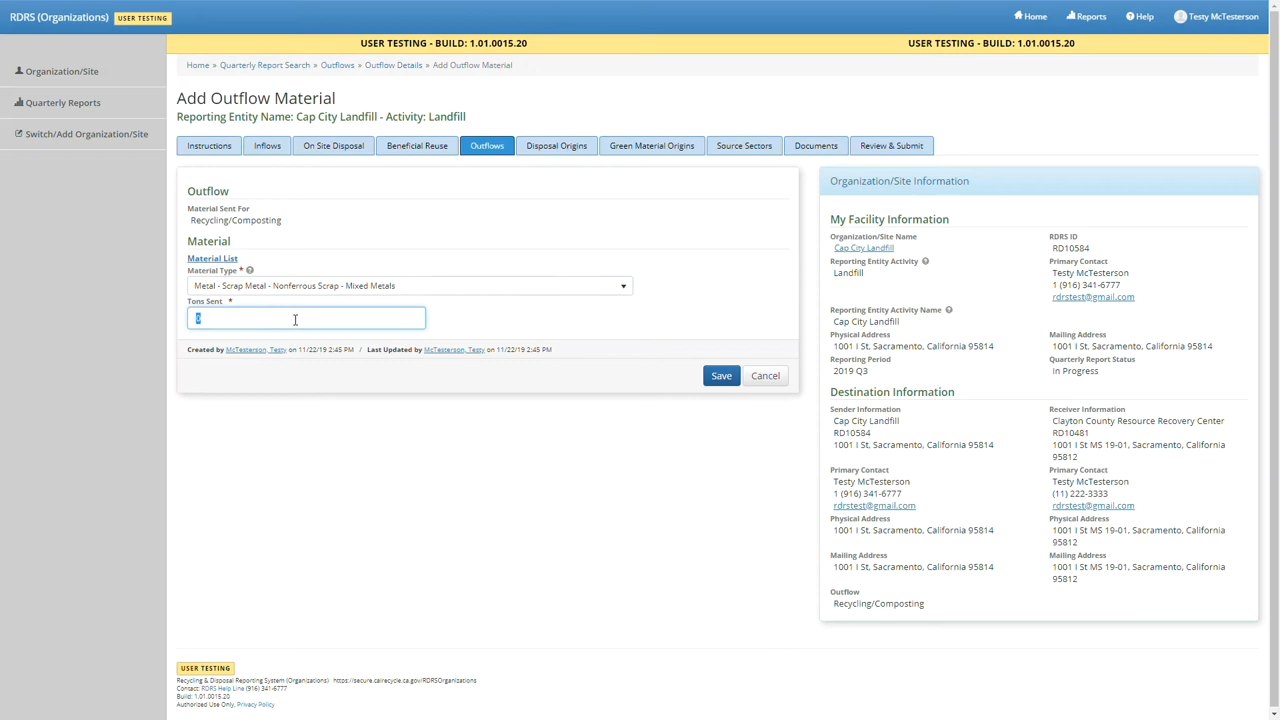 RDRS (Organizations) USER TESTING Home Reports Help Testy McTesterson
USER TESTING - BUILD: 1.01.0015.20 USER TESTING - BUILD: 1.01.0015.20
Organization/Site
Quarterly Reports
Switch/Add Organization/Site
Home » Quarterly Report Search » Outflows » Outflow Details » Add Outflow Material
Add Outflow Material
Reporting Entity Name: Cap City Landfill - Activity: Landfill
Instructions Inflows On Site Disposal Beneficial Reuse Outflows Disposal Origins Green Material Origins Source Sectors Documents Review & Submit
Outflow
Material Sent For
Recycling/Composting
Material
Material List
Material Type *
Metal - Scrap Metal - Nonferrous Scrap - Mixed Metals
Tons Sent *
0
Created by McTesterson, Testy on 11/22/19 2:45 PM / Last Updated by McTesterson, Testy on 11/22/19 2:45 PM
Save Cancel
Organization/Site Information
My Facility Information
Organization/Site Name RDRS ID
Cap City Landfill RD10584
Reporting Entity Activity Primary Contact
Landfill Testy McTesterson
1 (916) 341-6777
rdrstest@gmail.com
Reporting Entity Activity Name
Cap City Landfill
Physical Address Mailing Address
1001 I St, Sacramento, California 95814 1001 I St, Sacramento, California 95814
Reporting Period Quarterly Report Status
2019 Q3 In Progress
Destination Information
Sender Information Receiver Information
Cap City Landfill Clayton County Resource Recovery Center
RD10584 RD10481
1001 I St, Sacramento, California 95814 1001 I St MS 19-01, Sacramento, California
95812
Primary Contact Primary Contact
Testy McTesterson Testy McTesterson
1 (916) 341-6777 (11) 222-3333
rdrstest@gmail.com rdrstest@gmail.com
Physical Address Physical Address
1001 I St, Sacramento, California 95814 1001 I St MS 19-01, Sacramento, California
95812
Mailing Address Mailing Address
1001 I St, Sacramento, California 95814 1001 I St MS 19-01, Sacramento, California
95812
Outflow
Recycling/Composting
USER TESTING
Recycling & Disposal Reporting System (Organizations) https://secure.calrecycle.ca.gov/RDRSOrganizations
Contact: RDRS Help Line (916) 341-6777
Build: 1.01.0015.20
Authorized Use Only, Privacy Policy